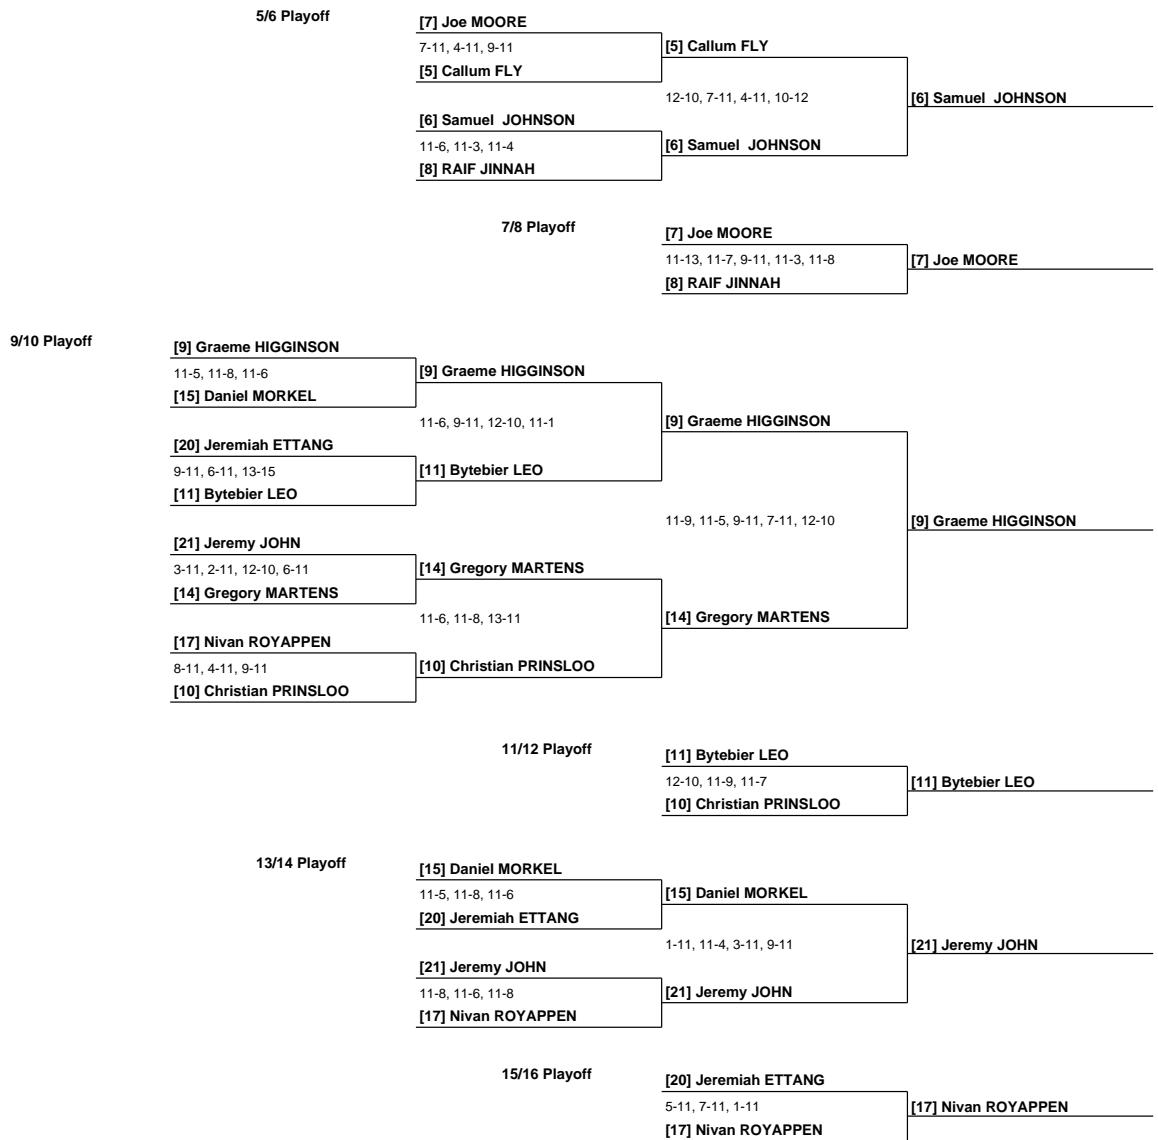 5/6 Playoff
[7] Joe MOORE
7-11, 4-11, 9-11
[5] Callum FLY
[5] Callum FLY
12-10, 7-11, 4-11, 10-12
[6] Samuel  JOHNSON
[6] Samuel  JOHNSON
11-6, 11-3, 11-4
[6] Samuel  JOHNSON
[8] RAIF JINNAH
7/8 Playoff
[7] Joe MOORE
11-13, 11-7, 9-11, 11-3, 11-8
[7] Joe MOORE
[8] RAIF JINNAH
9/10 Playoff
[9] Graeme HIGGINSON
11-5, 11-8, 11-6
[9] Graeme HIGGINSON
[15] Daniel MORKEL
11-6, 9-11, 12-10, 11-1
[9] Graeme HIGGINSON
[20] Jeremiah ETTANG
9-11, 6-11, 13-15
[11] Bytebier LEO
[11] Bytebier LEO
11-9, 11-5, 9-11, 7-11, 12-10
[9] Graeme HIGGINSON
[21] Jeremy JOHN
3-11, 2-11, 12-10, 6-11
[14] Gregory MARTENS
[14] Gregory MARTENS
11-6, 11-8, 13-11
[14] Gregory MARTENS
[17] Nivan ROYAPPEN
8-11, 4-11, 9-11
[10] Christian PRINSLOO
[10] Christian PRINSLOO
11/12 Playoff
[11] Bytebier LEO
12-10, 11-9, 11-7
[11] Bytebier LEO
[10] Christian PRINSLOO
13/14 Playoff
[15] Daniel MORKEL
11-5, 11-8, 11-6
[15] Daniel MORKEL
[20] Jeremiah ETTANG
1-11, 11-4, 3-11, 9-11
[21] Jeremy JOHN
[21] Jeremy JOHN
11-8, 11-6, 11-8
[21] Jeremy JOHN
[17] Nivan ROYAPPEN
15/16 Playoff
[20] Jeremiah ETTANG
5-11, 7-11, 1-11
[17] Nivan ROYAPPEN
[17] Nivan ROYAPPEN